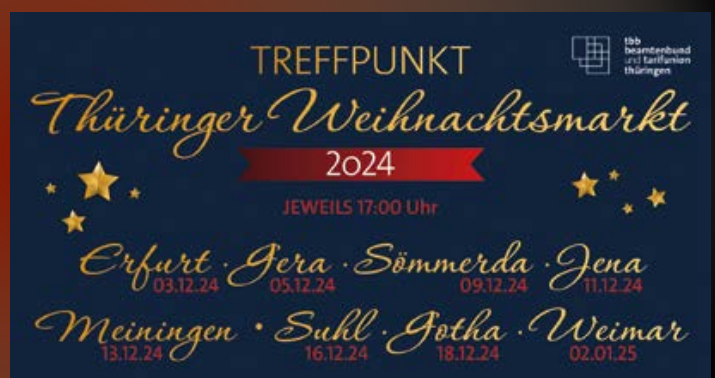 TREFFPUNKT
tbb
beamtenbund
und tarifunion
thüringen
Thüringer Weihnachtsmarkt
2024
JEWEILS 17:00 Uhr
Erfurt · Gera · Sömmerda · Jena
03.12.24 05.12.24 09.12.24 11.12.24
Meiningen • Suhl · Gotha · Weimar
13.12.24 16.12.24 18.12.24 02.01.25